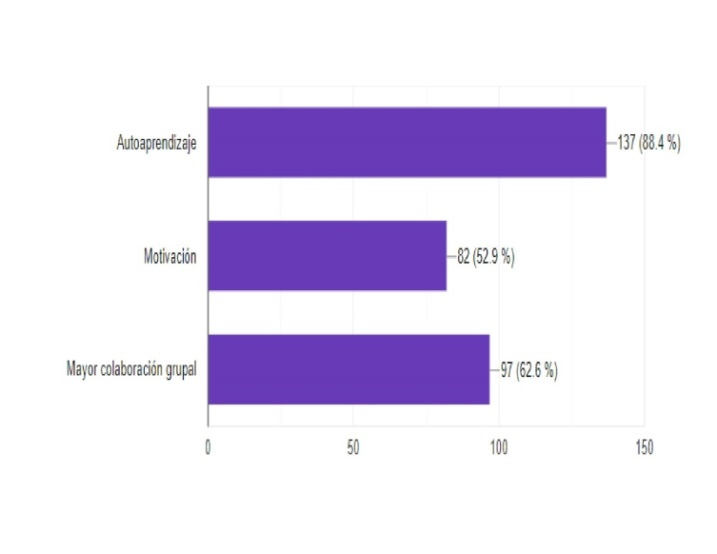 Autoaprendizaje
137 (88.4 %)
Motivación
82 (52.9 %)
Mayor colaboración grupal
97 (62.6 %)
0
50
100
150